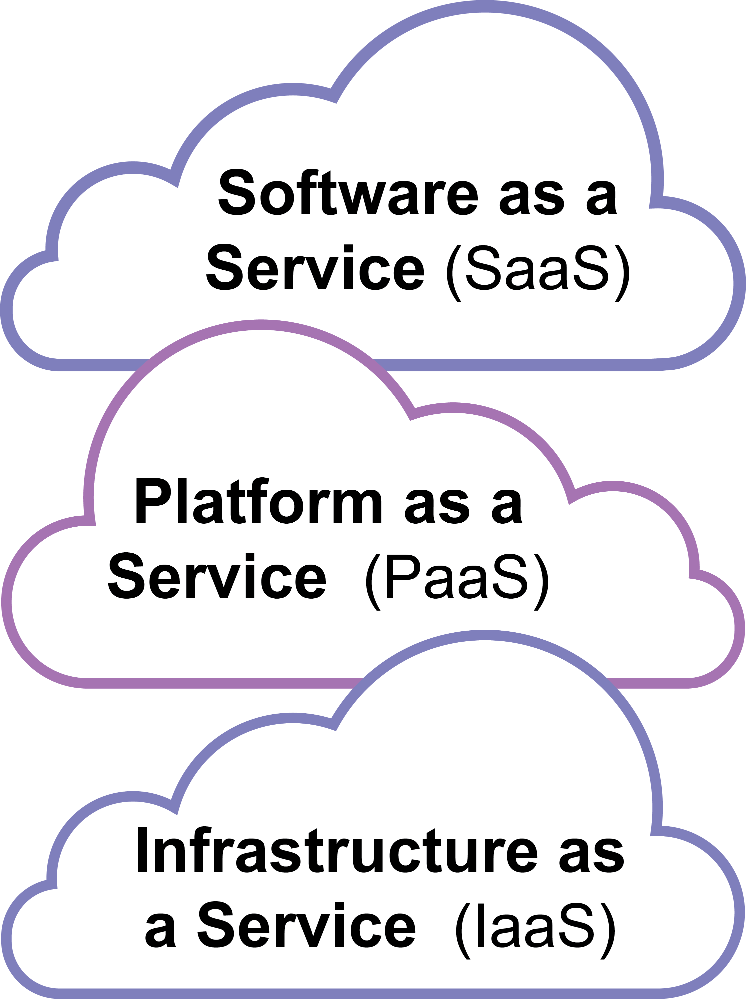 Software as a
Service (SaaS)
Platform as a
Service (PaaS)
Infrastructure as
a Service (IaaS)